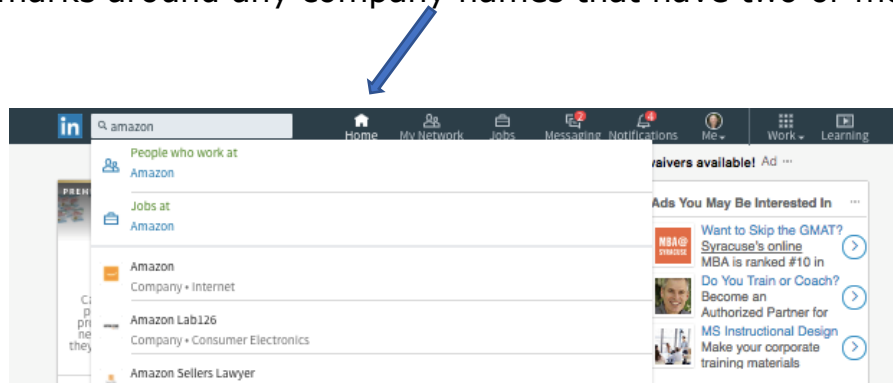 marks around any company names that have two or mo
in
amazon
Home My Network Jobs Messaging Notifications Me Work Learning
2
4
People who work at
Amazon
Jobs at
Amazon
Amazon
Company • Internet
Amazon Lab126
Company • Consumer Electronics
Amazon Sellers Lawyer
PREM
they
waivers available! Ad ...
Ads You May Be Interested In ...
MBA@
SYRACUSE
Want to Skip the GMAT?
Syracuse's online
MBA is ranked #10 in
Do You Train or Coach?
Become an
Authorized Partner for
MS Instructional Design
Make your corporate
training materials